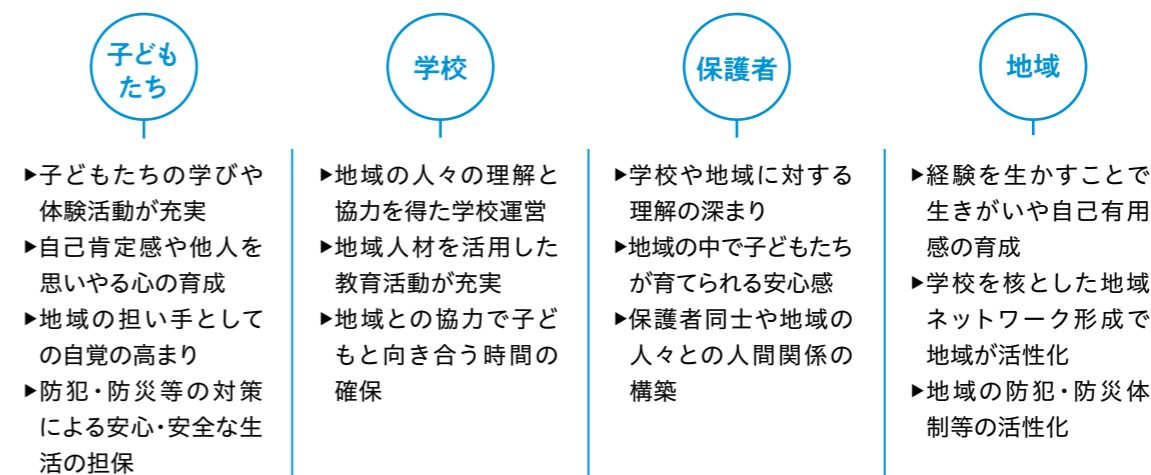 子ども
たち
▶子どもたちの学びや
体験活動が充実
▶自己肯定感や他人を
思いやる心の育成
▶地域の担い手として
の自覚の高まり
▶防犯・防災等の対策
による安心・安全な生
活の担保
学校
▶地域の人々の理解と
協力を得た学校運営
▶地域人材を活用した
教育活動が充実
▶地域との協力で子ど
もと向き合う時間の
確保
保護者
▶学校や地域に対する
理解の深まり
▶地域の中で子どもたち
が育てられる安心感
▶保護者同士や地域の
人々との人間関係の
構築
地域
▶経験を生かすことで
生きがいや自己有用
感の育成
▶学校を核とした地域
ネットワーク形成で
地域が活性化
▶地域の防犯・防災体
制等の活性化